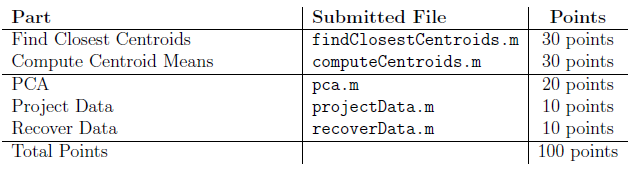 Part Submitted File Points
Find Closest Centroids findClosestCentroids.m 30 points
Compute Centroid Means computeCentroids.m 30 points
PCA pca.m 20 points
Project Data projectData.m 10 points
Recover Data recoverData.m 10 points
Total Points 100 points